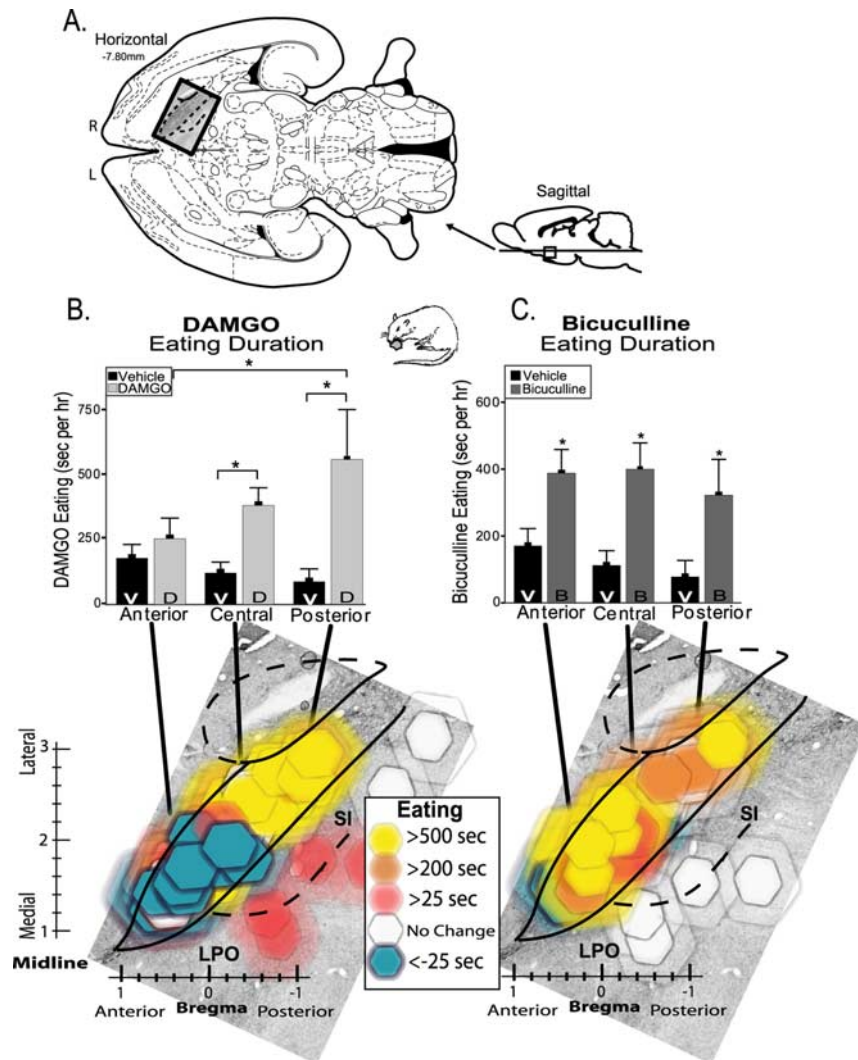 A.
Horizontal
-7.80mm
R
L
Sagittal
B.
DAMGO
Eating Duration
Vehicle
DAMGO
*
*
*
DAMGO Eating (sec per hr)
750
500
250
0
V
D
V
D
V
D
Anterior
Central
Posterior
C.
Bicuculline
Eating Duration
Vehicle
Bicuculline
*
*
*
Bicuculline Eating (sec per hr)
600
400
200
0
V
B
V
B
V
B
Anterior
Central
Posterior
Lateral
Medial
3
2
1
SI
LPO
Midline
1
0
-1
Anterior
Bregma
Posterior
Eating
>500 sec
>200 sec
>25 sec
No Change
<-25 sec
SI
LPO
1
0
-1
Anterior
Bregma
Posterior